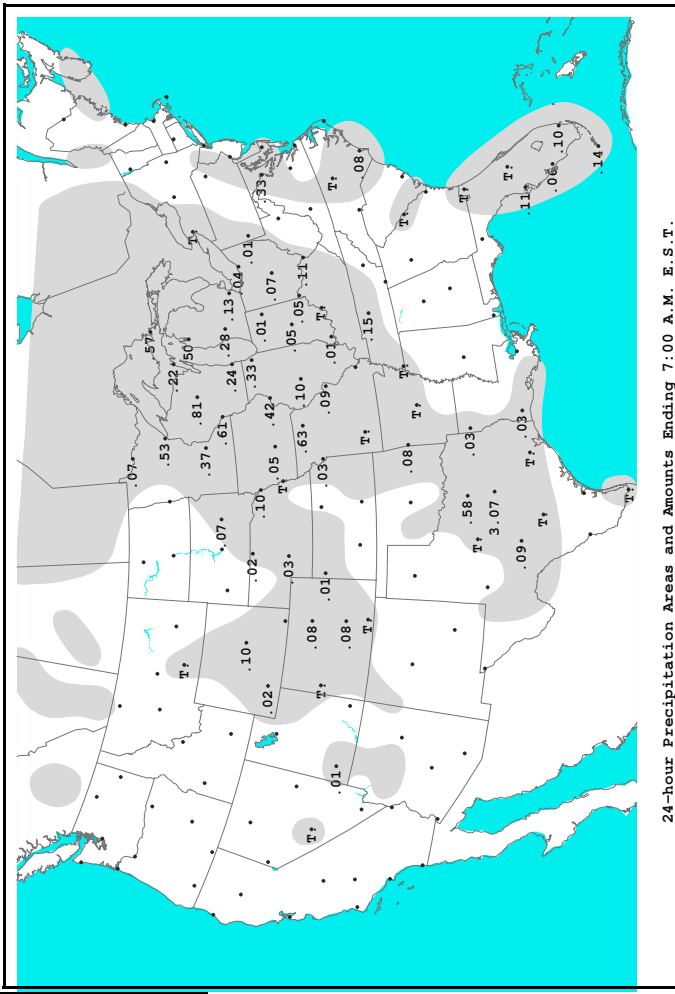 .07
.57
.53
.22
T
.50
T
.81
.37
.61
.07
.28
.13
.24
.04
.10
.01
.33
.02
.10
.01
.33
.02
.42
.07
.05
T
.03
.05
.05
.10
.11
.63
.08
T
T
T
.03
.01
.09
.01
T
.01
.08
.08
T
T
.15
T
T
.08
T
T
.58
.03
T
3.07
T
.09
.03
.11
T
T
.06
.10
.14
T
24-hour Precipitation Areas and Amounts Ending 7:00 A.M. E.S.T.